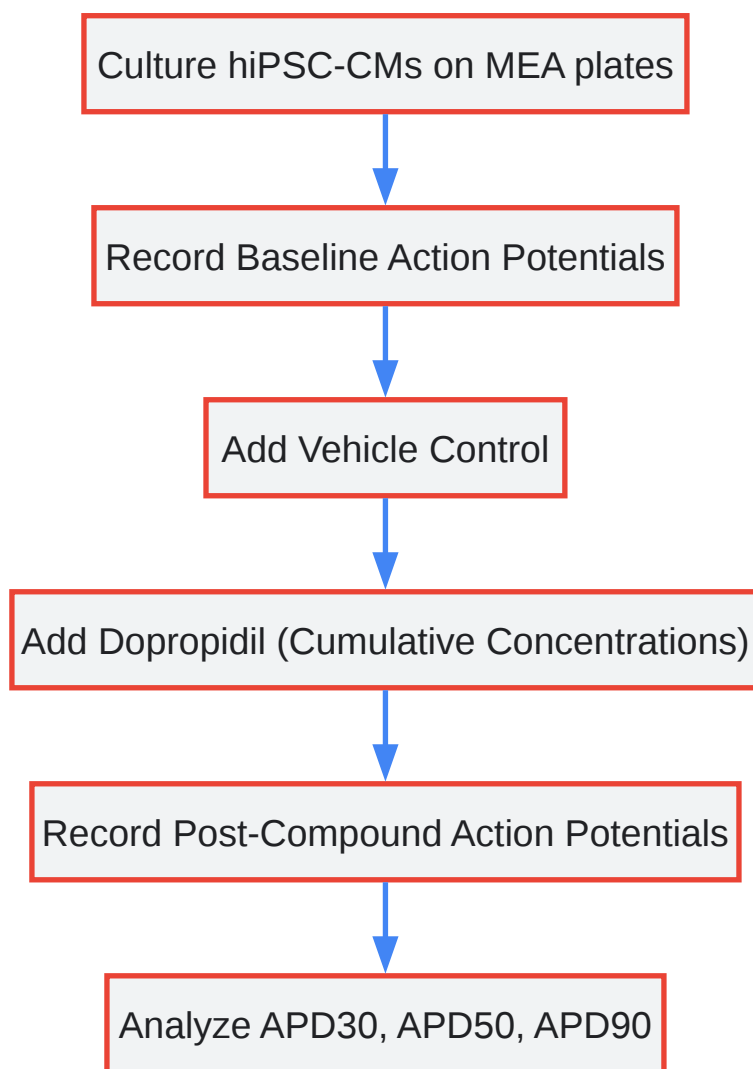 Culture hiPSC-CMs on MEA plates
Record Baseline Action Potentials
Add Vehicle Control
Add Dopropidil (Cumulative Concentrations)
Record Post-Compound Action Potentials
Analyze APD30, APD50, APD90